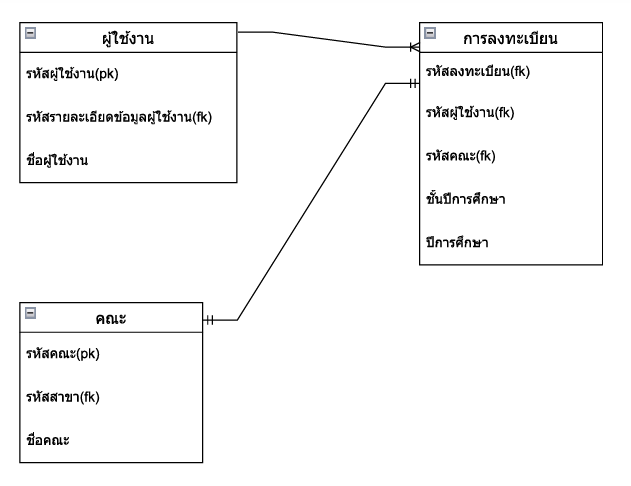 ผู้ใช้งาน
รหัสผู้ใช้งาน(pk)
รหัสรายละเอียดข้อมูลผู้ใช้งาน(fk)
ชื่อผู้ใช้งาน
การลงทะเบียน
รหัสลงทะเบียน(fk)
รหัสผู้ใช้งาน(fk)
รหัสคณะ(fk)
ชั้นปีการศึกษา
ปีการศึกษา
คณะ
รหัสคณะ(pk)
รหัสสาขา(fk)
ชื่อคณะ